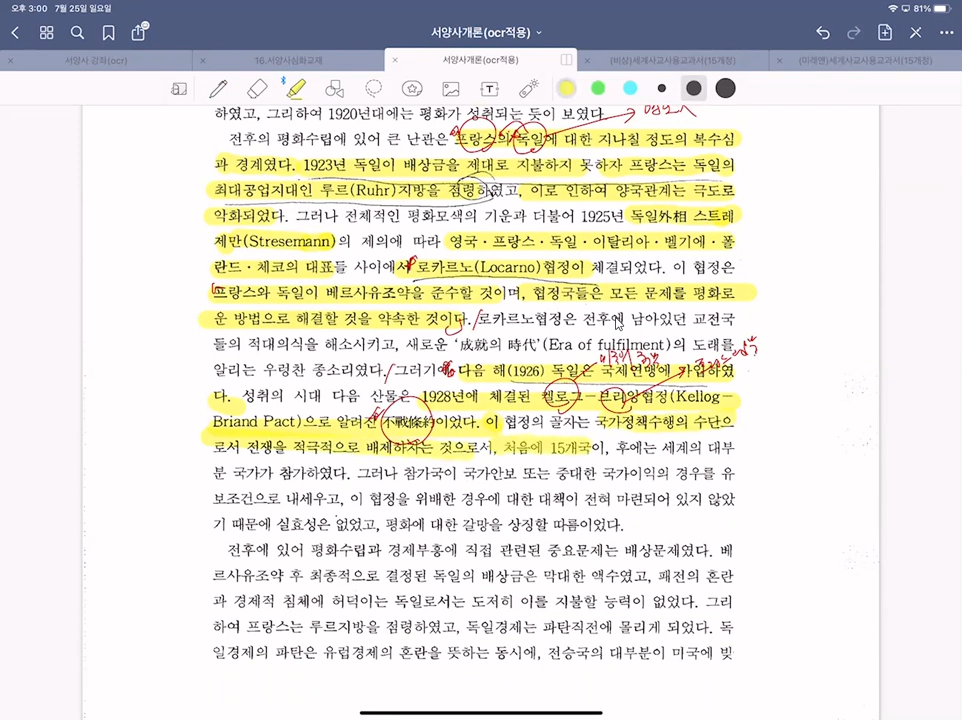 오후 3:00 7월 25일 일요일
81%
서양사개론(ocr적용)
서양사 강좌(ocr)
16.서양사심화교재
서양사개론(ocr적용)
(비상)세계사교사용교과서(15개정)
(미래엔)세계사교사용교과서(15개정)
하였고, 그리하여 1920년대에는 평화가 성취되는 듯이 보였다.
전후의 평화수립에 있어 큰 난관은 프랑스의 독일에 대한 지나칠 정도의 복수심
과 경계였다. 1923년 독일이 배상금을 제대로 지불하지 못하자 프랑스는 독일의
최대공업지대인 루르(Ruhr)지방을 점령하였고, 이로 인하여 양국관계는 극도로
악화되었다. 그러나 전체적인 평화모색의 기운과 더불어 1925년 독일外相 스트레
제만(Stresemann)의 제의에 따라 영국·프랑스·독일·이탈리아·벨기에·폴
란드·체코의 대표들 사이에서 로카르노(Locarno)협정이 체결되었다. 이 협정은
프랑스와 독일이 베르사유조약을 준수할 것이며, 협정국들은 모든 문제를 평화로
운 방법으로 해결할 것을 약속한 것이다. 로카르노협정은 전후에 남아있던 교전국
들의 적대의식을 해소시키고, 새로운 ‘成就의 時代’(Era of fulfilment)의 도래를
알리는 우렁찬 종소리였다. 그러기에 다음 해(1926) 독일은 국제연맹에 가입하였
다. 성취의 시대 다음 산물은 1928년에 체결된 켈로그-브리앙협정(Kellog-
Briand Pact)으로 알려진 不戰條約이었다. 이 협정의 골자는 국가정책수행의 수단으
로서 전쟁을 적극적으로 배제하자는 것으로서, 처음에 15개국이, 후에는 세계의 대부
분 국가가 참가하였다. 그러나 참가국이 국가안보 또는 중대한 국가이익의 경우를 유
보조건으로 내세우고, 이 협정을 위배한 경우에 대한 대책이 전혀 마련되어 있지 않았
기 때문에 실효성은 없었고, 평화에 대한 갈망을 상징할 따름이었다.
전후에 있어 평화수립과 경제부흥에 직접 관련된 중요문제는 배상문제였다. 베
르사유조약 후 최종적으로 결정된 독일의 배상금은 막대한 액수였고, 패전의 혼란
과 경제적 침체에 허덕이는 독일로서는 도저히 이를 지불할 능력이 없었다. 그리
하여 프랑스는 루르지방을 점령하였고, 독일경제는 파탄직전에 몰리게 되었다. 독
일경제의 파탄은 유럽경제의 혼란을 뜻하는 동시에, 전승국의 대부분이 미국에 빚